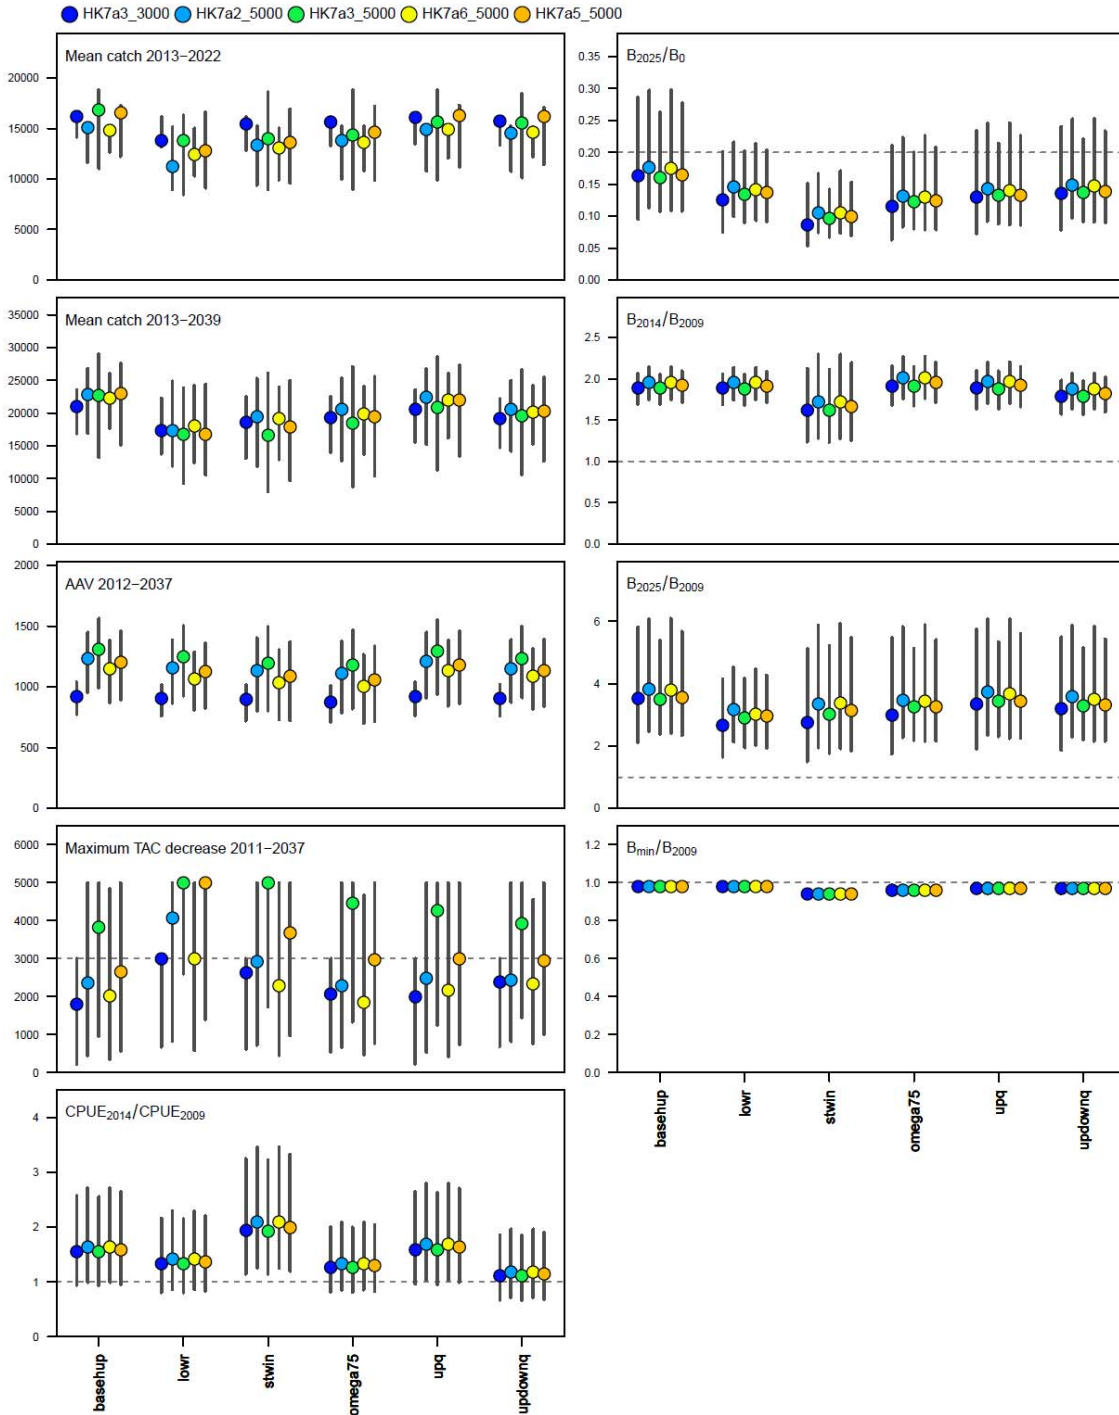 HK7a3_3000 HK7a2_5000 HK7a3_5000 HK7a6_5000 HK7a5_5000
Mean catch 2013−2022
20000
15000
10000
5000
0
Mean catch 2013−2039
35000
30000
25000
20000
15000
10000
5000
0
AAV 2012−2037
2000
1500
1000
500
0
Maximum TAC decrease 2011−2037
6000
5000
4000
3000
2000
1000
0
CPUE2014/CPUE2009
4
3
2
1
0
basehup
lowr
stwin
omega75
upq
updownq
B2025/B0
0.35
0.30
0.25
0.20
0.15
0.10
0.05
0.00
B2014/B2009
2.5
2.0
1.5
1.0
0.5
0.0
B2025/B2009
6
4
2
0
Bmin/B2009
1.2
1.0
0.8
0.6
0.4
0.2
0.0
basehup
lowr
stwin
omega75
upq
updownq